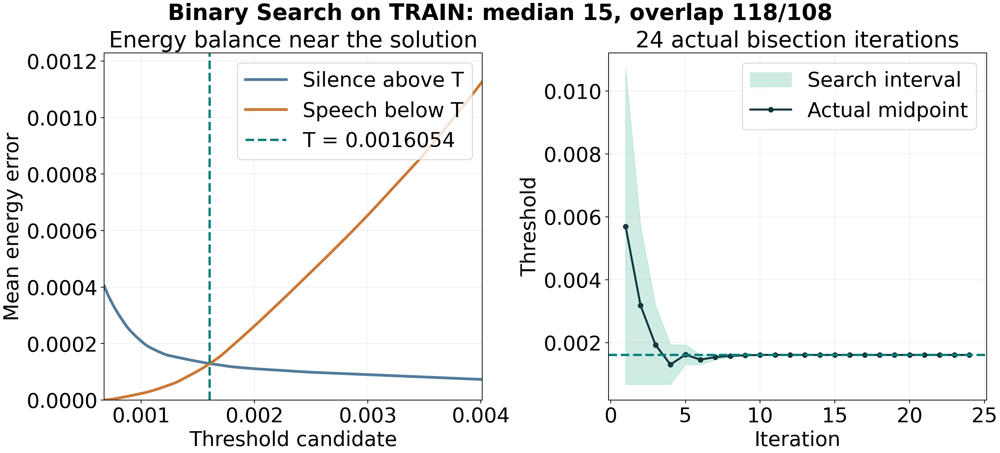 Binary Search on TRAIN: median 15, overlap 118/108
Energy balance near the solution
Mean energy error
0.0012
0.0010
0.0008
0.0006
0.0004
0.0002
0.0000
Silence above T
Speech below T
T = 0.0016054
0.001
0.002
0.003
0.004
Threshold candidate
24 actual bisection iterations
Threshold
0.010
0.008
0.006
0.004
0.002
Search interval
Actual midpoint
0
5
10
15
20
25
Iteration